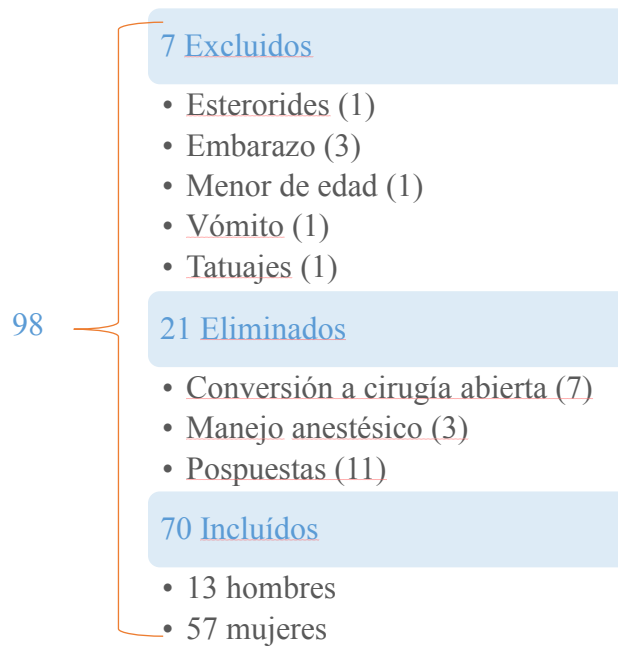 7 Excluidos
• Esterorides (1)
• Embarazo (3)
• Menor de edad (1)
• Vómito (1)
• Tatuajes (1)
98
21 Eliminados
• Conversión a cirugía abierta (7)
• Manejo anestésico (3)
• Pospuestas (11)
70 Incluídos
• 13 hombres
• 57 mujeres